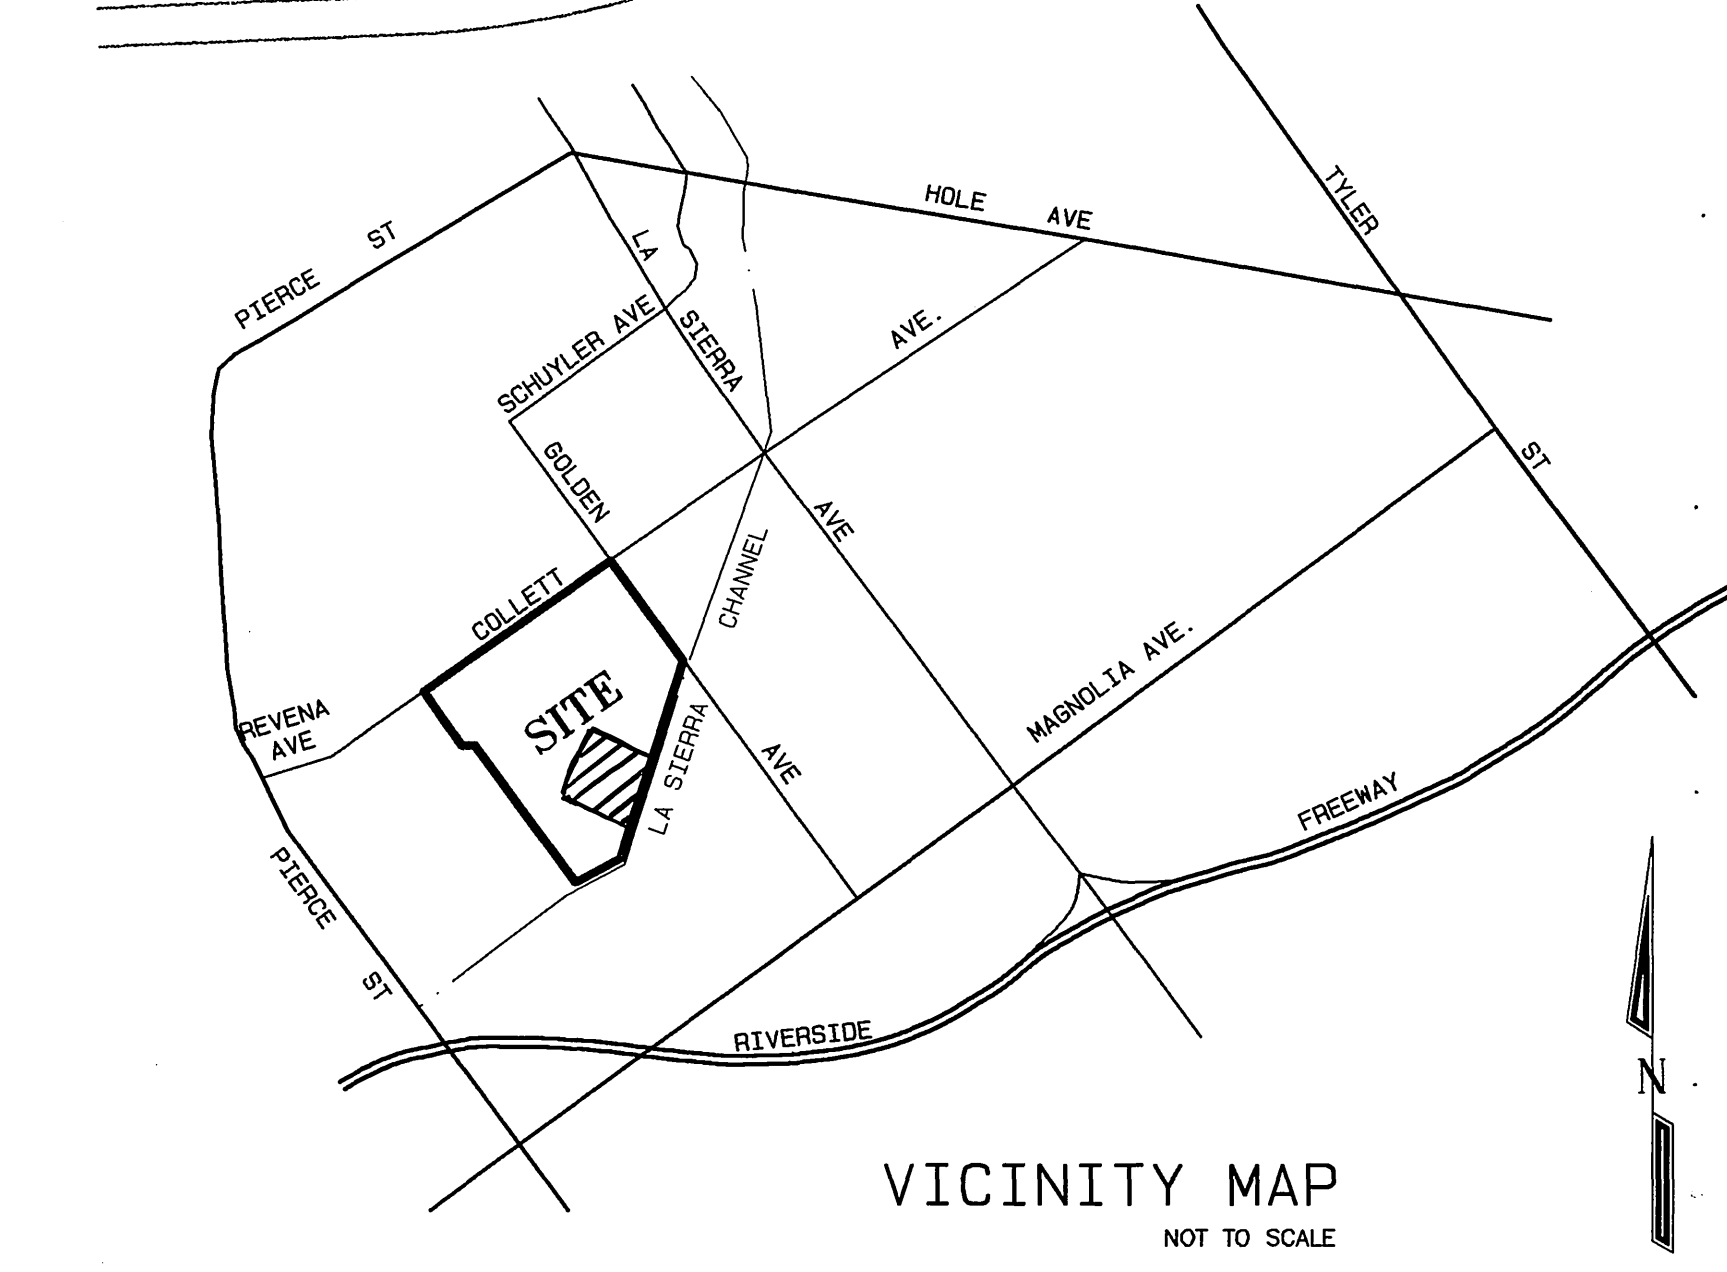 HOLE AVE
TYLER ST
PIERCE ST
LA SIERRA AVE
SCHUYLER AVE
GOLDEN AVE
COLLETT AVE.
CHANNEL
LA SIERRA
SITE
REVENA
AVE
MAGNOLIA AVE.
PIERCE ST
RIVERSIDE FREEWAY
N
VICINITY MAP
NOT TO SCALE